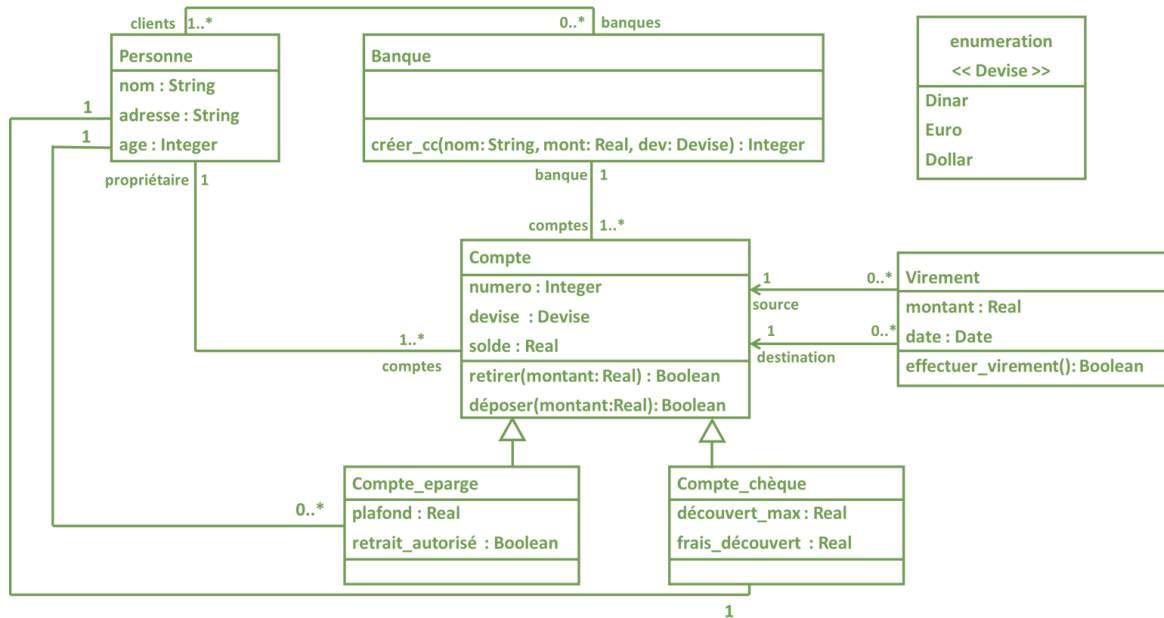 clients 1..* 0..* banques
Personne
nom : String
adresse : String
age : Integer
1
1
propriétaire 1
Banque
créer_cc(nom: String, mont: Real, dev: Devise) : Integer
banque 1
enumeration
<< Devise >>
Dinar
Euro
Dollar
comptes 1..*
Compte
numero : Integer
devise : Devise
solde : Real
retirer(montant: Real) : Boolean
déposer(montant:Real): Boolean
1..*
comptes
1 0..*
source
1 0..*
destination
Virement
montant : Real
date : Date
effectuer_virement(): Boolean
0..*
Compte_eparge
plafond : Real
retrait_autorisé : Boolean
Compte_chèque
découvert_max : Real
frais_découvert : Real
1